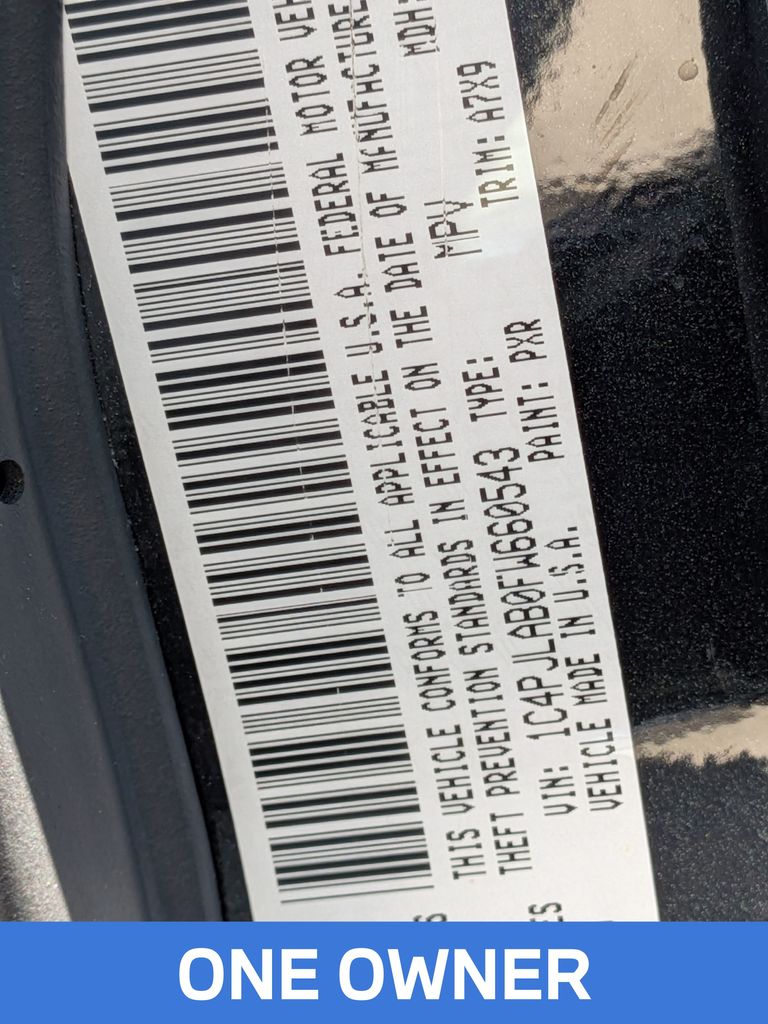 THIS VEHICLE CONFORMS TO ALL APPLICABLE U.S.A. FEDERAL MOTOR
THEFT PREVENTION STANDARDS IN EFFECT ON THE DATE OF MANUFACTURE
VIN: 1C4PJLAB0FW660543 TYPE: MPV MDH:
VEHICLE MADE IN U.S.A. PAINT: PXR TRIM: A7X9
ONE OWNER